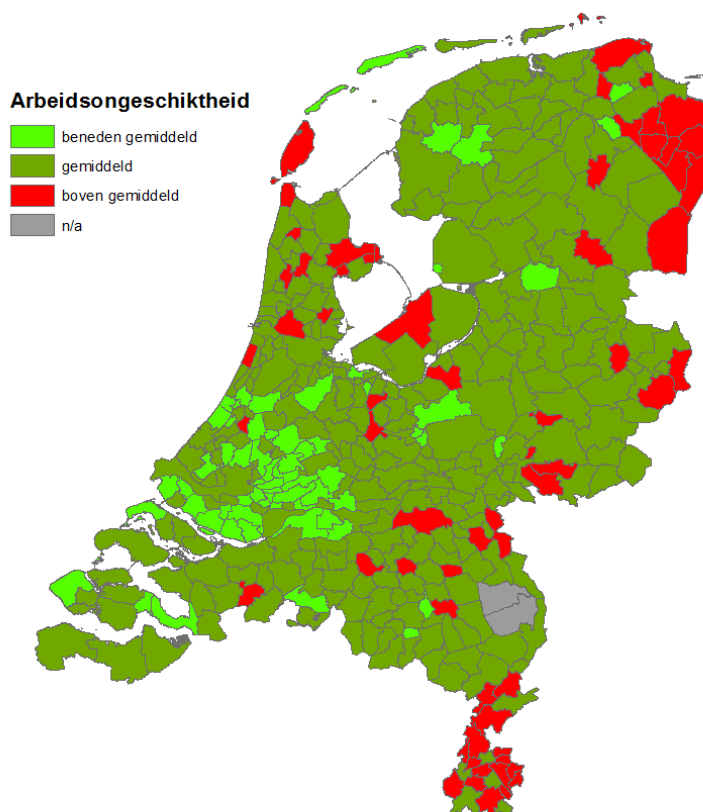 Arbeidsongeschiktheid
beneden gemiddeld
gemiddeld
boven gemiddeld
n/a